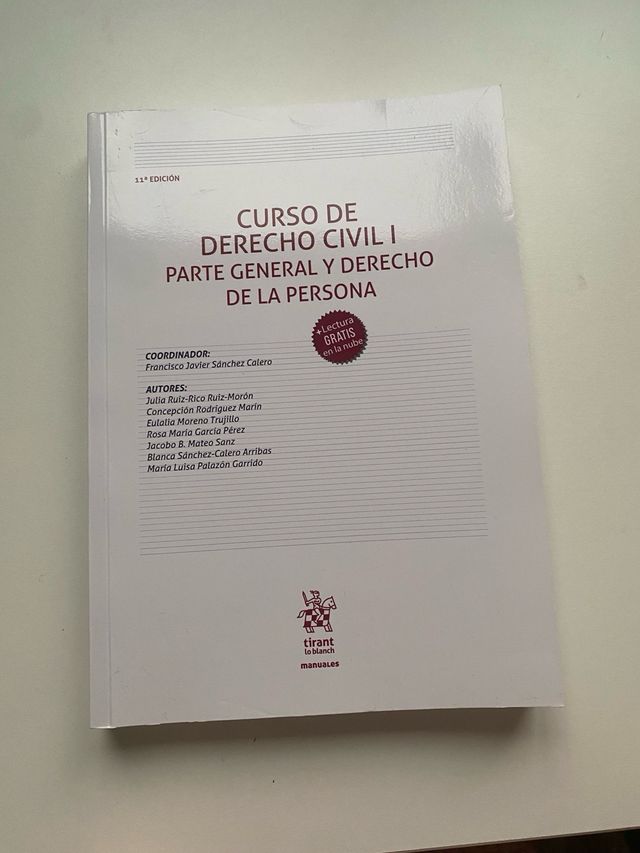 11ª EDICIÓN
CURSO DE
DERECHO CIVIL I
PARTE GENERAL Y DERECHO
DE LA PERSONA
+Lectura
GRATIS
en la nube
COORDINADOR:
Francisco Javier Sánchez Calero
AUTORES:
Julia Ruiz-Rico Ruiz-Morón
Concepción Rodríguez Marín
Eulalia Moreno Trujillo
Rosa María García Pérez
Jacobo B. Mateo Sanz
Blanca Sánchez-Calero Arribas
María Luisa Palazón Garrido
tirant
lo blanch
manuales